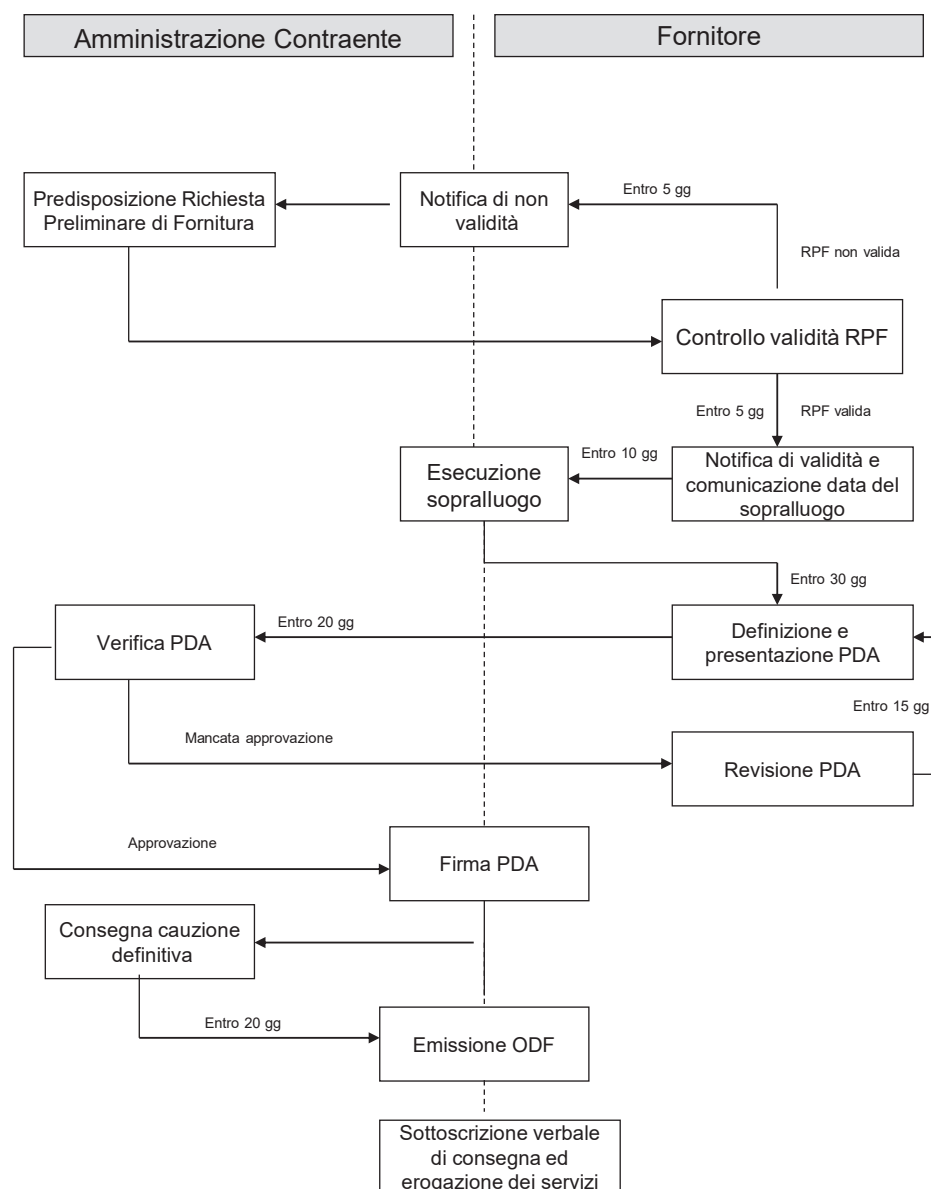 Amministrazione Contraente
Fornitore
Predisposizione Richiesta
Preliminare di Fornitura
Notifica di non
validità
Entro 5 gg
RPF non valida
Controllo validità RPF
Entro 5 gg
RPF valida
Esecuzione
sopralluogo
Entro 10 gg
Notifica di validità e
comunicazione data del
sopralluogo
Entro 30 gg
Verifica PDA
Entro 20 gg
Definizione e
presentazione PDA
Entro 15 gg
Mancata approvazione
Revisione PDA
Approvazione
Firma PDA
Consegna cauzione
definitiva
Entro 20 gg
Emissione ODF
Sottoscrizione verbale
di consegna ed
erogazione dei servizi